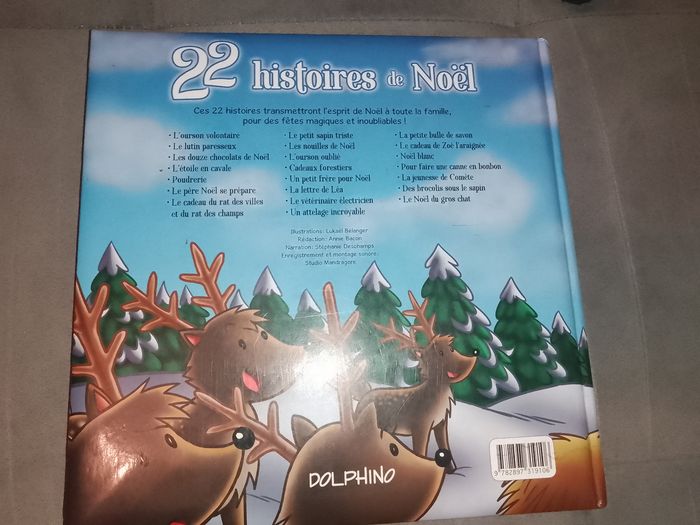 22 histoires de Noël
Ces 22 histoires transmettront l'esprit de Noël à toute la famille,
pour des fêtes magiques et inoubliables !
• L'ourson volontaire
• Le lutin paresseux
• Les douze chocolats de Noël
• L'étoile en cavale
• Poudrerie
• Le père Noël se prépare
• Le cadeau du rat des villes
et du rat des champs
• Le petit sapin triste
• Les nouilles de Noël
• L'ourson oublié
• Cadeaux forestiers
• Un petit frère pour Noël
• La lettre de Léa
• Le vétérinaire électricien
• Un attelage incroyable
• La petite bulle de savon
• Le cadeau de Zoé l'araignée
• Noël blanc
• Pour faire une canne en bonbon
• La jeunesse de Comète
• Des brocolis sous le sapin
• Le Noël du gros chat
Illustrations : Lukaël Bélanger
Rédaction : Annie Bacon
Narration : Stéphanie Deschamps
Enregistrement et montage sonore :
Studio Mandragore
DOLPHINO
9 782897 319106